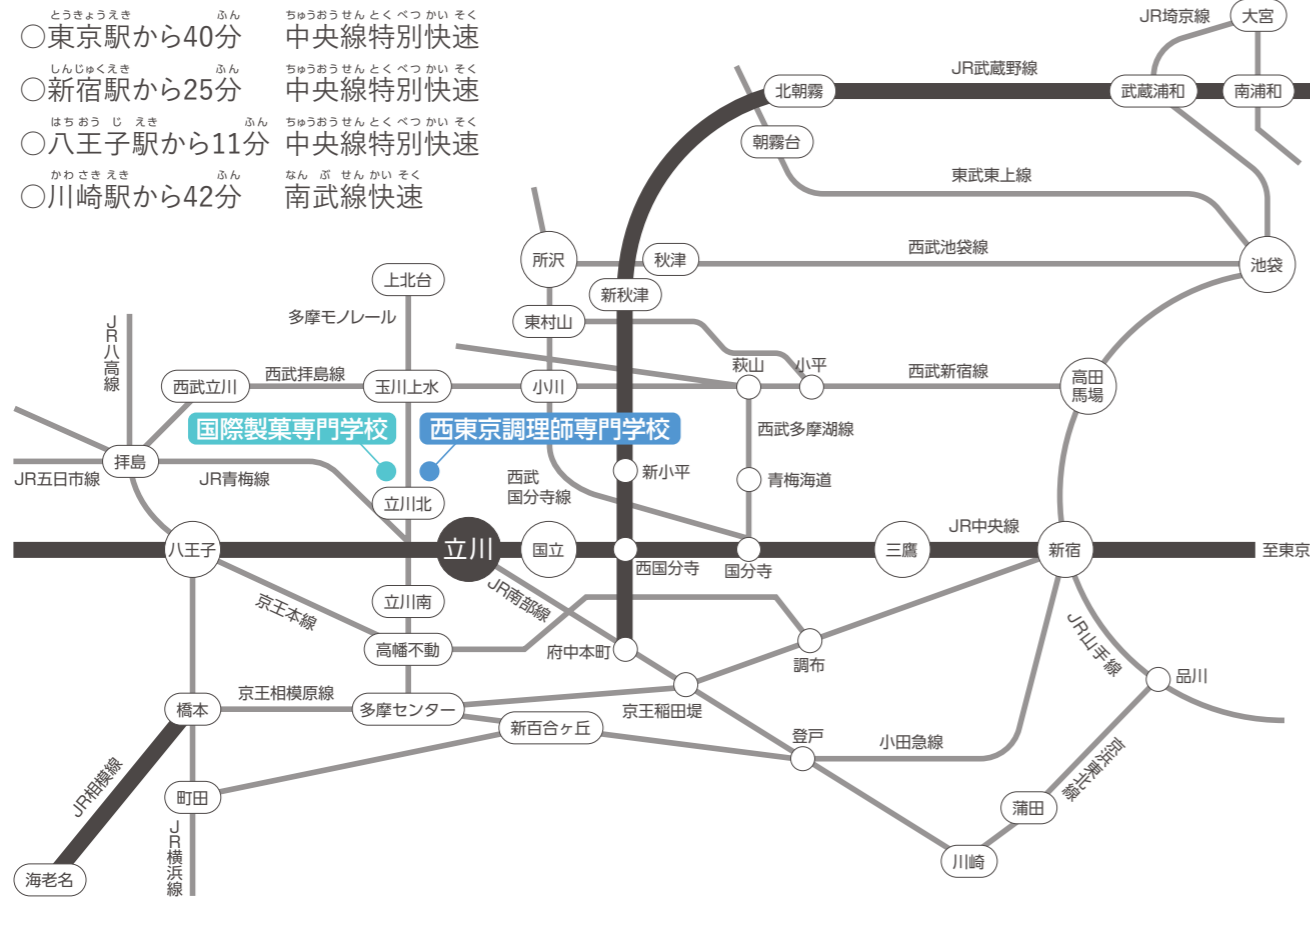 とうきょうえき ふん ちゅうおうせんとくべつかいそく
○東京駅から40分 中央線特別快速
しんじゅくえき ふん ちゅうおうせんとくべつかいそく
○新宿駅から25分 中央線特別快速
はちおうじえき ふん ちゅうおうせんとくべつかいそく
○八王子駅から11分 中央線特別快速
かわさきえき ふん なんぶせんかいそく
○川崎駅から42分 南武線快速
JR埼京線
大宮
JR武蔵野線
北朝霧
武蔵浦和
南浦和
朝霧台
東武東上線
所沢
秋津
西武池袋線
池袋
上北台
新秋津
多摩モノレール
東村山
JR八高線
西武立川
西武拝島線
玉川上水
小川
萩山
小平
西武新宿線
高田
馬場
国際製菓専門学校
西東京調理師専門学校
西武多摩湖線
拝島
JR五日市線
JR青梅線
西武
国分寺線
新小平
青梅海道
立川北
八王子
立川
国立
西国分寺
国分寺
三鷹
JR中央線
新宿
至東京
京王本線
立川南
JR南部線
高幡不動
府中本町
調布
JR山手線
品川
橋本
京王相模原線
多摩センター
京王稲田堤
新百合ヶ丘
登戸
小田急線
京浜東北線
JR相模線
町田
蒲田
JR横浜線
川崎
海老名